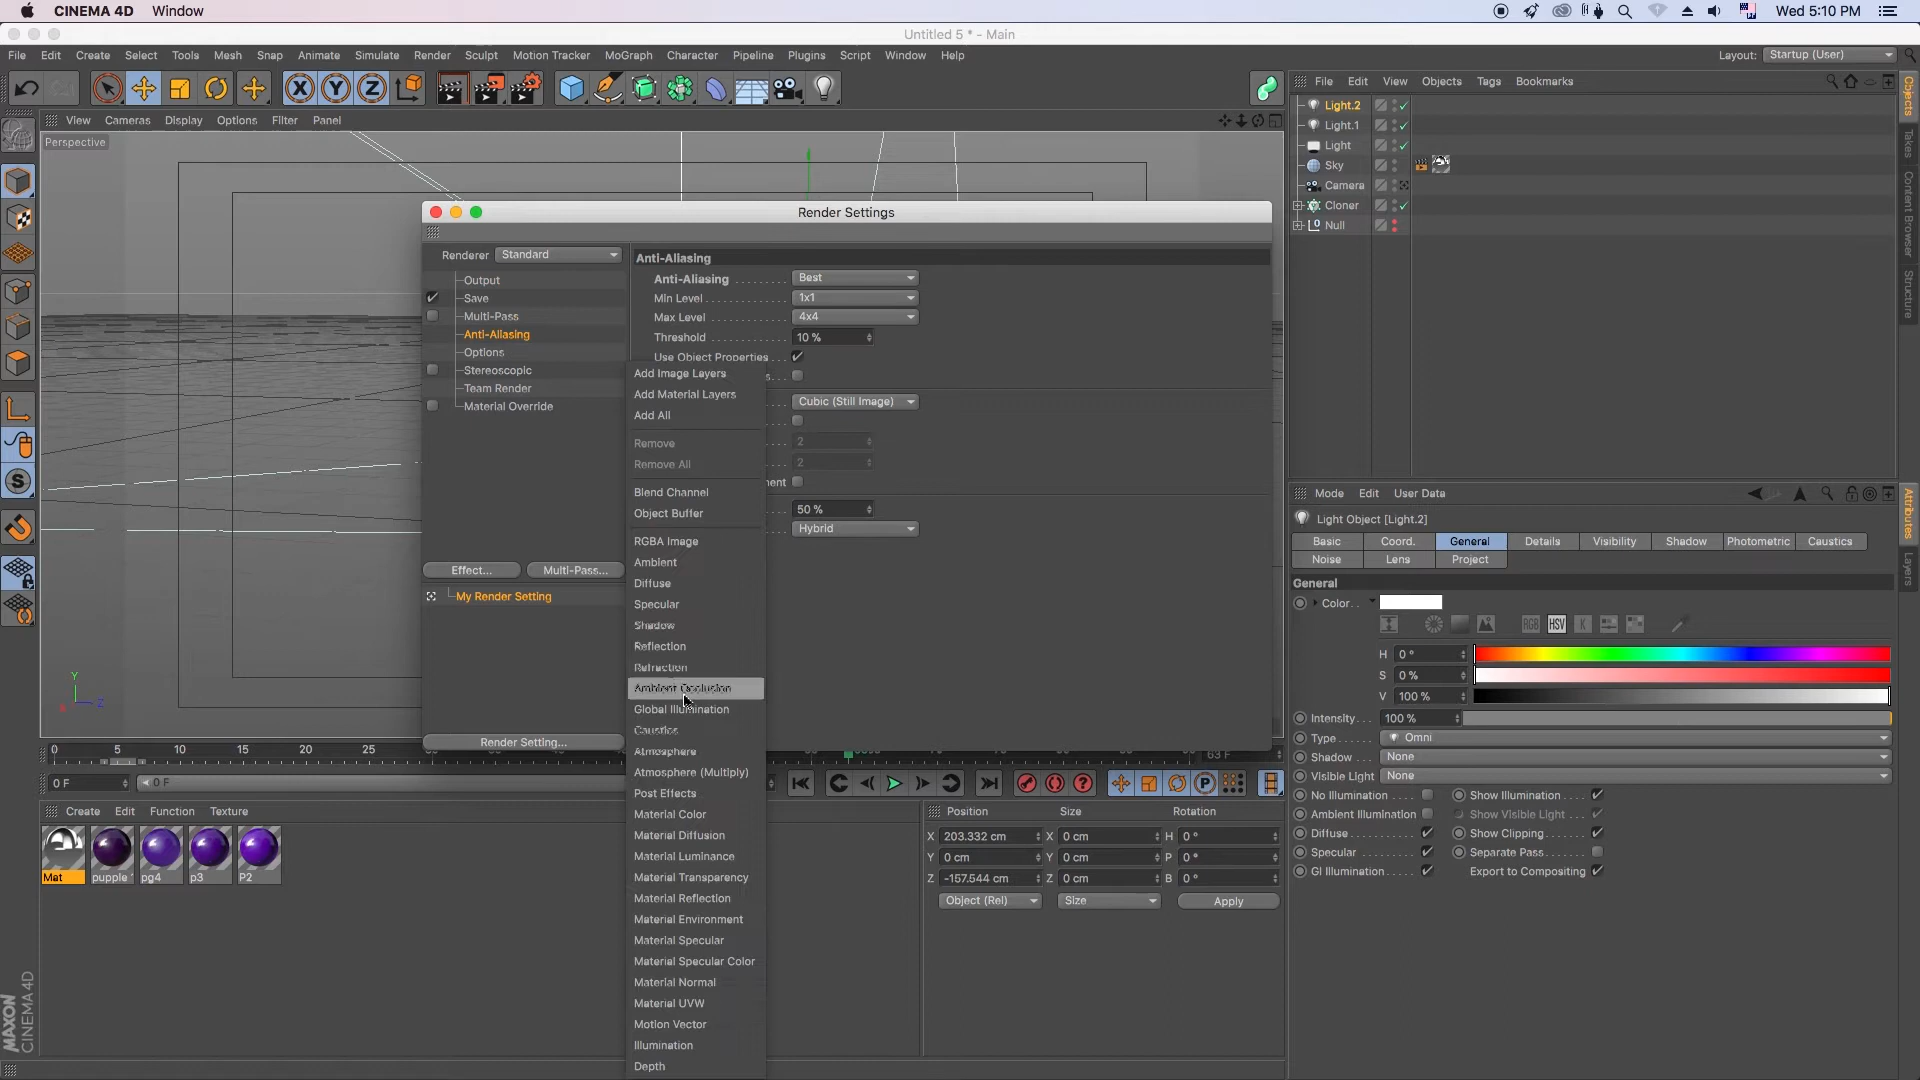 CINEMA 4D Window
Wed 5:10 PM
Untitled 5 * - Main
File Edit Create Select Tools Mesh Snap Animate Simulate Render Sculpt Motion Tracker MoGraph Character Pipeline Plugins Script Window Help
Layout: Startup (User)
X Y Z
File Edit View Objects Tags Bookmarks
View Cameras Display Options Filter Panel
Perspective
Light.2
Light.1
Light
Sky
Camera
Cloner
Null
Objects
Takes
Content Browser
Structure
Render Settings
Renderer Standard
Output
Save
Multi-Pass
Anti-Aliasing
Options
Stereoscopic
Team Render
Material Override
Effect... Multi-Pass...
My Render Setting
Render Setting...
Anti-Aliasing
Anti-Aliasing Best
Min Level 1x1
Max Level 4x4
Threshold 10 %
Use Object Properties
Cubic (Still Image)
2
2
ment
50 %
Hybrid
Add Image Layers
Add Material Layers
Add All
Remove
Remove All
Blend Channel
Object Buffer
RGBA Image
Ambient
Diffuse
Specular
Shadow
Reflection
Refraction
Ambient Occlusion
Global Illumination
Caustics
Atmosphere
Atmosphere (Multiply)
Post Effects
Material Color
Material Diffusion
Material Luminance
Material Transparency
Material Reflection
Material Environment
Material Specular
Material Specular Color
Material Normal
Material UVW
Motion Vector
Illumination
Depth
Y
Z
0 5 10 15 20 25
63 F
0 F
0 F
Create Edit Function Texture
Mat
pupple
pg4
p3
P2
Position Size Rotation
X 203.332 cm X 0 cm H 0 °
Y 0 cm Y 0 cm P 0 °
Z -157.544 cm Z 0 cm B 0 °
Object (Rel) Size Apply
Mode Edit User Data
Light Object [Light.2]
Basic Coord. General Details Visibility Shadow Photometric Caustics
Noise Lens Project
General
Color
RGB HSV K
H 0 °
S 0 %
V 100 %
Intensity 100 %
Type Omni
Shadow None
Visible Light None
No Illumination Show Illumination
Ambient Illumination Show Visible Light
Diffuse Show Clipping
Specular Separate Pass
GI Illumination Export to Compositing
Attributes
Layers
MAXON
CINEMA 4D